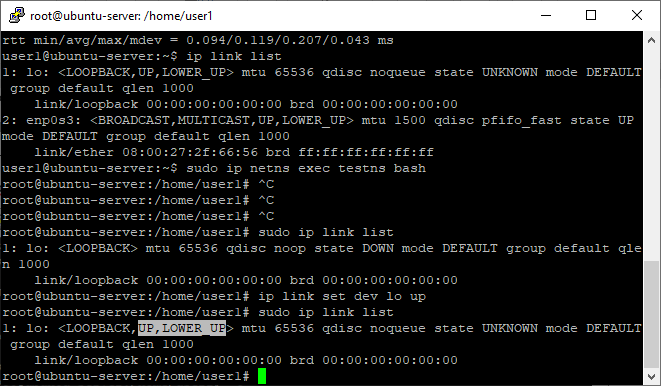 root@ubuntu-server: /home/user1
rtt min/avg/max/mdev = 0.094/0.119/0.207/0.043 ms
user1@ubuntu-server:~$ ip link list
1: lo: <LOOPBACK,UP,LOWER_UP> mtu 65536 qdisc noqueue state UNKNOWN mode DEFAULT
 group default qlen 1000
    link/loopback 00:00:00:00:00:00 brd 00:00:00:00:00:00
2: enp0s3: <BROADCAST,MULTICAST,UP,LOWER_UP> mtu 1500 qdisc pfifo_fast state UP
mode DEFAULT group default qlen 1000
    link/ether 08:00:27:2f:66:56 brd ff:ff:ff:ff:ff:ff
user1@ubuntu-server:~$ sudo ip netns exec testns bash
root@ubuntu-server:/home/user1# ^C
root@ubuntu-server:/home/user1# ^C
root@ubuntu-server:/home/user1# ^C
root@ubuntu-server:/home/user1# sudo ip link list
1: lo: <LOOPBACK> mtu 65536 qdisc noop state DOWN mode DEFAULT group default qle
n 1000
    link/loopback 00:00:00:00:00:00 brd 00:00:00:00:00:00
root@ubuntu-server:/home/user1# ip link set dev lo up
root@ubuntu-server:/home/user1# sudo ip link list
1: lo: <LOOPBACK,UP,LOWER_UP> mtu 65536 qdisc noqueue state UNKNOWN mode DEFAULT
 group default qlen 1000
    link/loopback 00:00:00:00:00:00 brd 00:00:00:00:00:00
root@ubuntu-server:/home/user1#